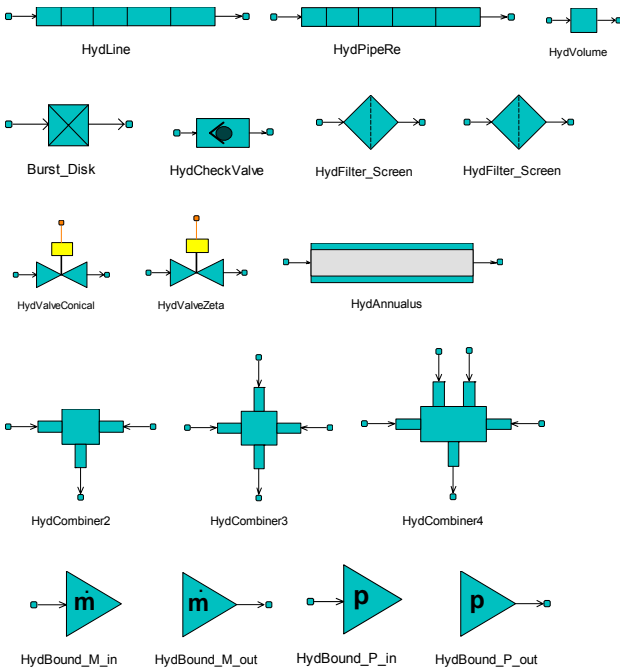 HydLine
HydPipeRe
HydVolume
Burst_Disk
HydCheckValve
HydFilter_Screen
HydFilter_Screen
HydValveConical
HydValveZeta
HydAnnualus
HydCombiner2
HydCombiner3
HydCombiner4
ṁ
ṁ
p
p
HydBound_M_in
HydBound_M_out
HydBound_P_in
HydBound_P_out